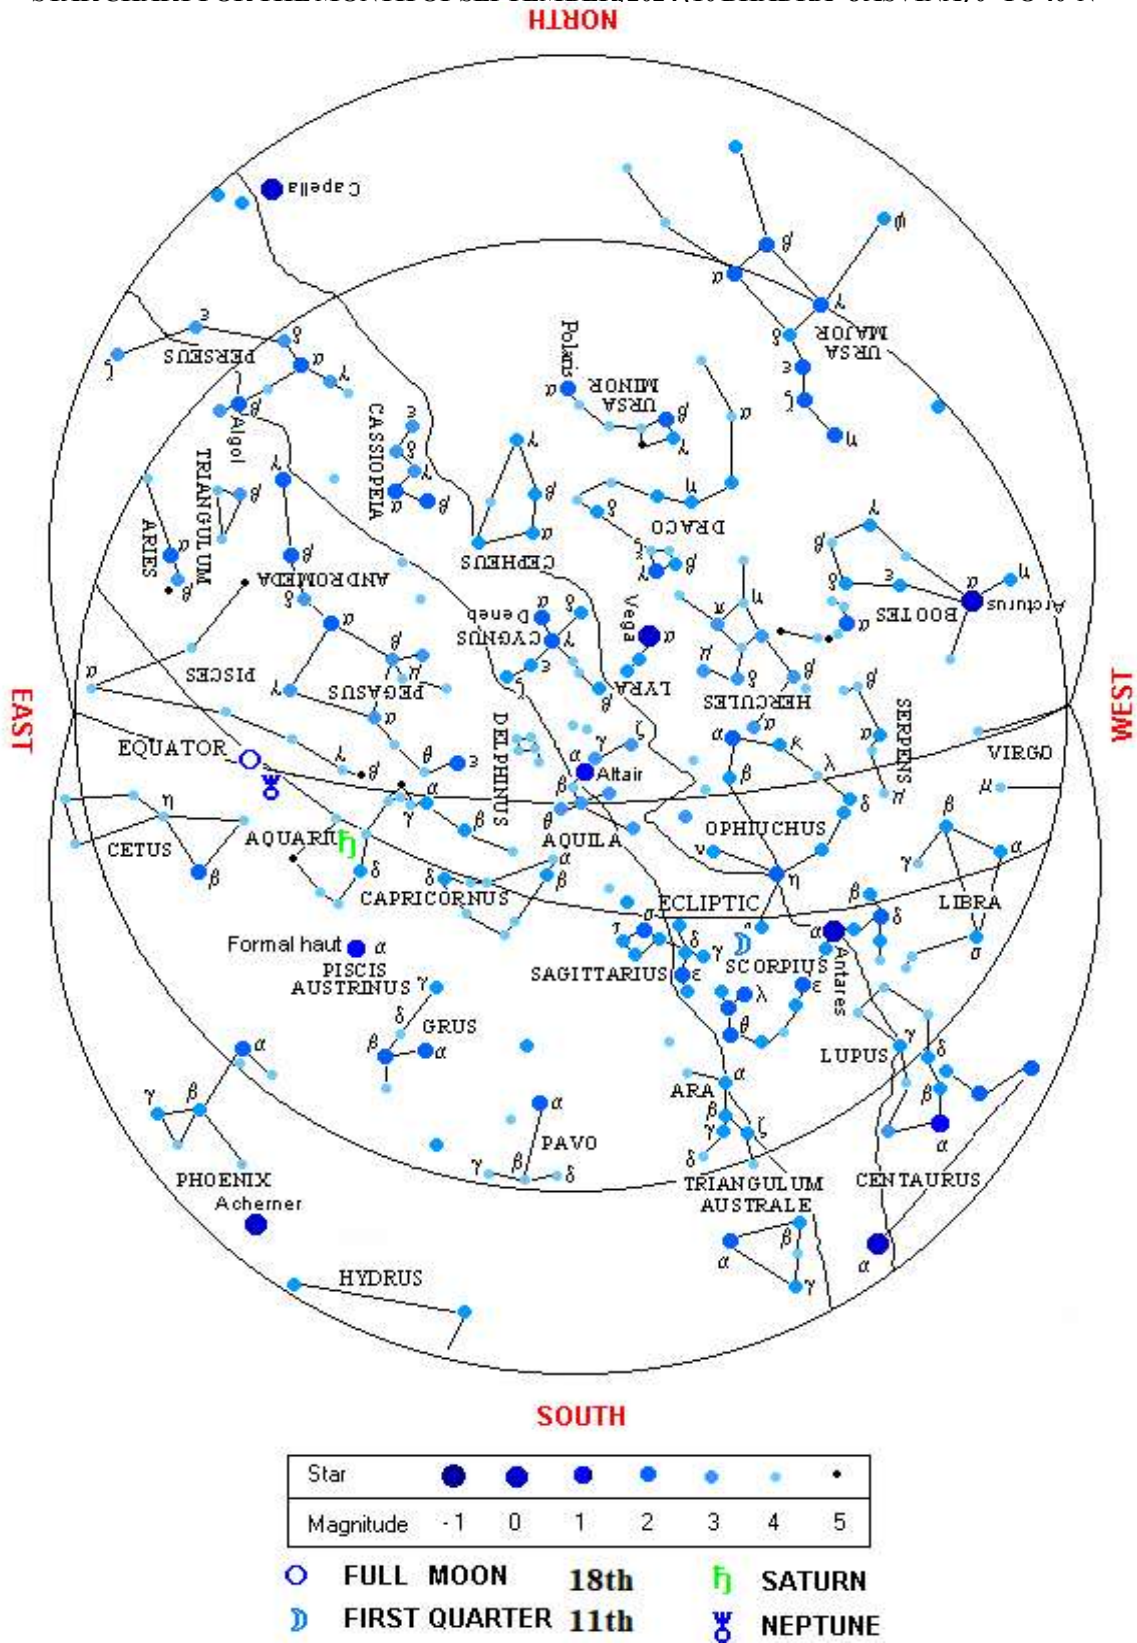 NORTH
Capella
α
β
γ
ψ
δ
ε
ζ
η
URSA
MAJOR
PERSEUS
ε
δ
α
γ
ζ
β
Algol
Polaris
α
URSA
MINOR
β
γ
CASSIOPEIA
ε
δ
γ
α
β
TRIANGULUM
β
ARIES
α
β
γ
β
δ
α
ANDROMEDA
γ
β
α
CEPHEUS
α
η
δ
DRACO
ξ
β
γ
γ
β
δ
ε
α
η
BOOTES
Arcturus
α
α
PISCES
γ
β
β
μ
PEGASUS
γ
α
θ
ε
Deneb
α
δ
CYGNUS
γ
ε
ζ
β
Vega
α
LYRA
π
η
μ
δ
β
HERCULES
α
β
α
μ
SERPENS
EAST
WEST
EQUATOR
DELPHINUS
ζ
γ
α
Altair
β
θ
AQUILA
α
κ
β
λ
δ
ν
η
OPHIUCHUS
VIRGO
μ
β
α
γ
σ
LIBRA
η
β
CETUS
AQUARIU
γ
α
β
δ
α
β
δ
CAPRICORNUS
ECLIPTIC
Formal haut
α
PISCIS
AUSTRINUS
σ
τ
δ
γ
ε
SAGITTARIUS
β
δ
α
Antares
SCORPIUS
ε
λ
θ
γ
δ
β
α
GRUS
LUPUS
γ
δ
β
α
α
β
γ
PHOENIX
Acherner
α
β
γ
δ
PAVO
ARA
α
β
γ
ζ
δ
TRIANGULUM
AUSTRALE
α
β
γ
CENTAURUS
α
HYDRUS
SOUTH
Star
Magnitude -1 0 1 2 3 4 5
FULL MOON 18th SATURN
FIRST QUARTER 11th NEPTUNE